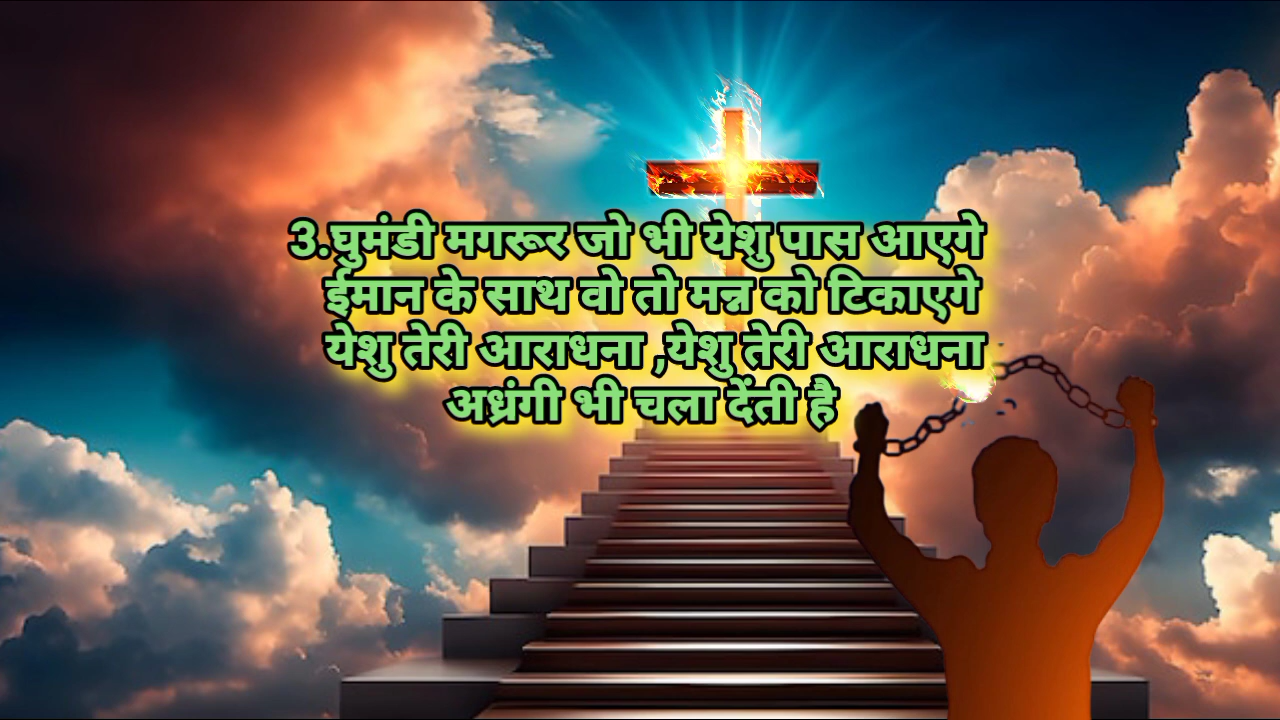 3.घुमंडी मगरूर जो भी येशु पास आएगे
ईमान के साथ वो तो मन्न को टिकाएगे
येशु तेरी आराधना ,येशु तेरी आराधना
अध्रंगी भी चला देंती है